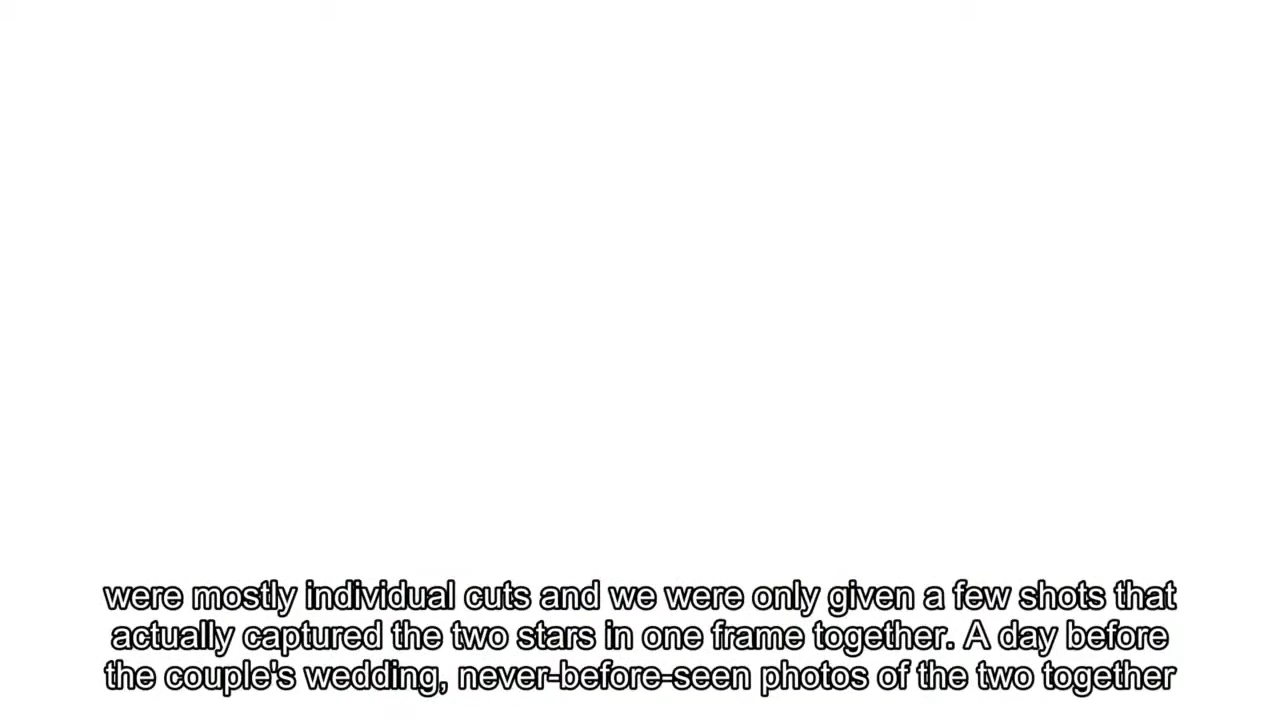 were mostly individual cuts and we were only given a few shots that
actually captured the two stars in one frame together. A day before
the couple's wedding, never-before-seen photos of the two together